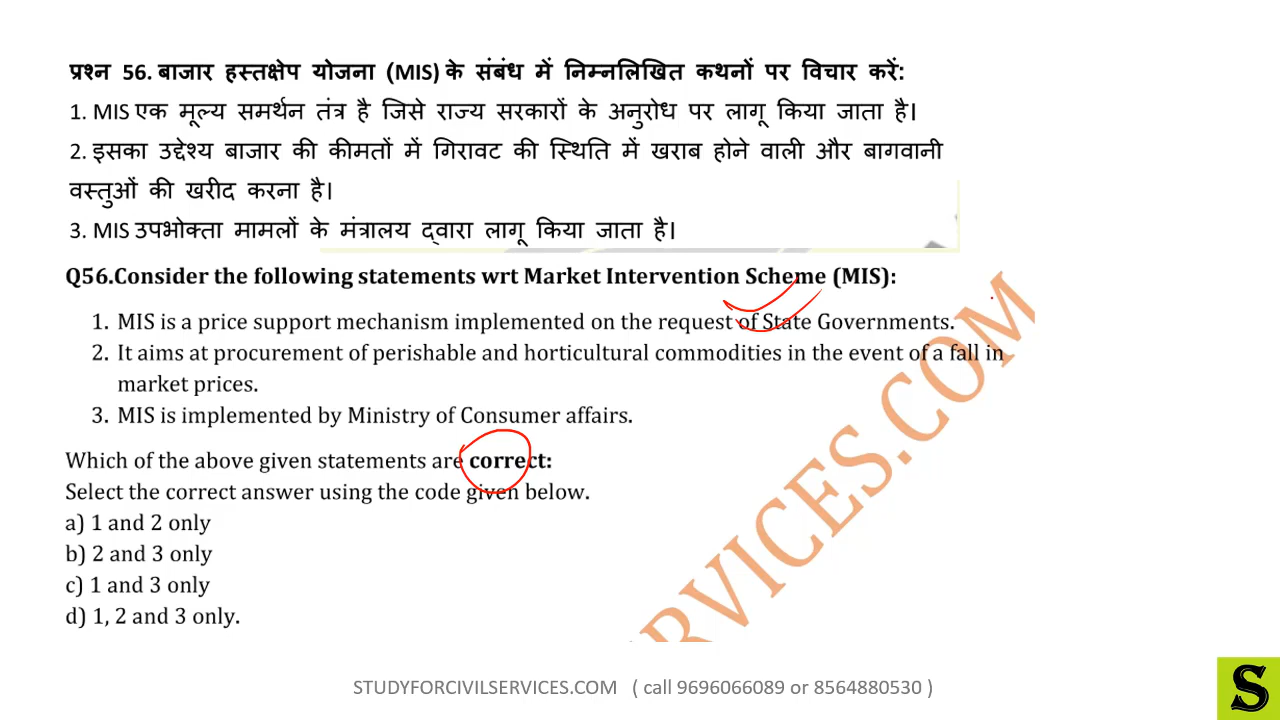 प्रश्न 56. बाजार हस्तक्षेप योजना (MIS) के संबंध में निम्नलिखित कथनों पर विचार करें:
1. MIS एक मूल्य समर्थन तंत्र है जिसे राज्य सरकारों के अनुरोध पर लागू किया जाता है।
2. इसका उद्देश्य बाजार की कीमतों में गिरावट की स्थिति में खराब होने वाली और बागवानी
वस्तुओं की खरीद करना है।
3. MIS उपभोक्ता मामलों के मंत्रालय द्वारा लागू किया जाता है।
Q56.Consider the following statements wrt Market Intervention Scheme (MIS):
1. MIS is a price support mechanism implemented on the request of State Governments.
2. It aims at procurement of perishable and horticultural commodities in the event of a fall in
market prices.
3. MIS is implemented by Ministry of Consumer affairs.
Which of the above given statements are correct:
Select the correct answer using the code given below.
a) 1 and 2 only
b) 2 and 3 only
c) 1 and 3 only
d) 1, 2 and 3 only.
RVICES.COM
STUDYFORCIVILSERVICES.COM ( call 9696066089 or 8564880530 )
S